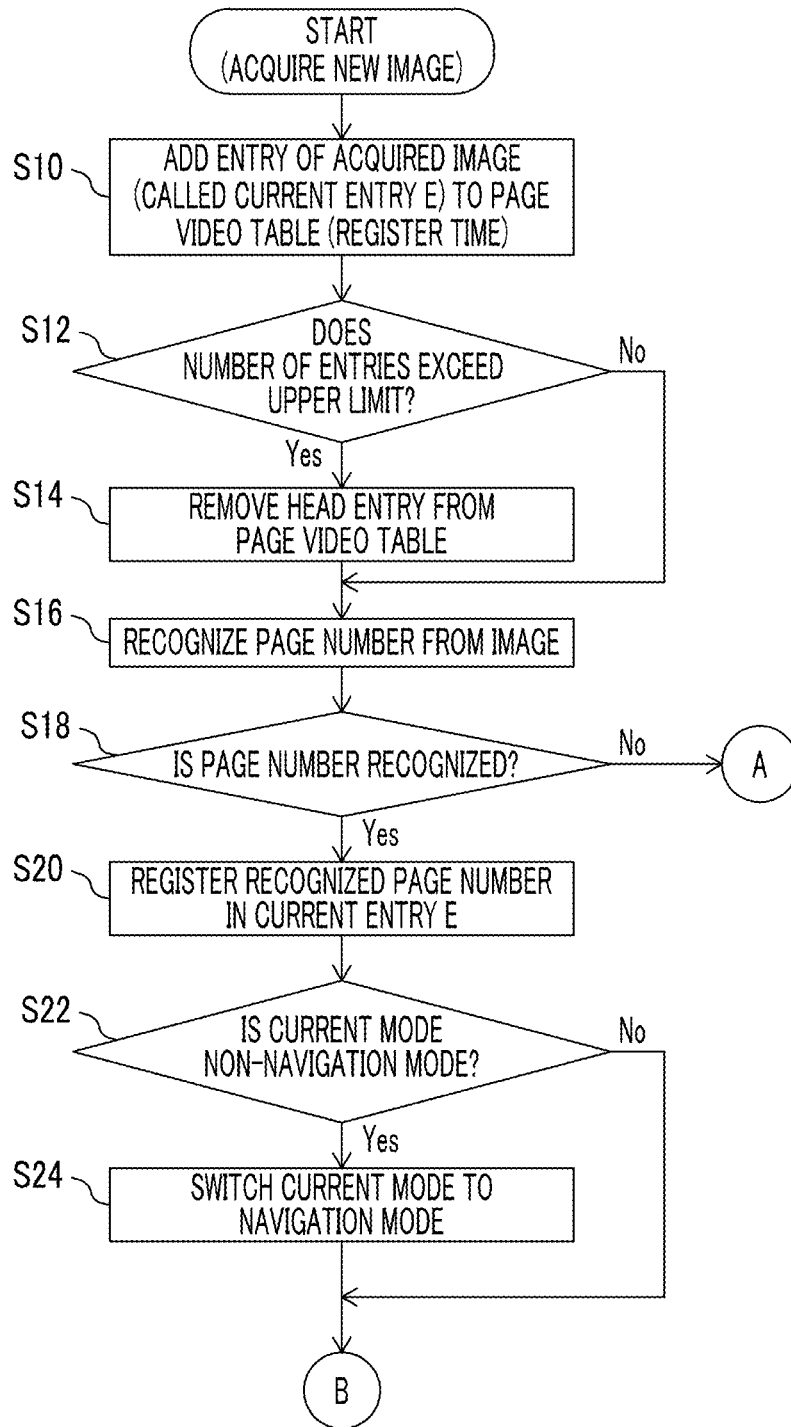 START
(ACQUIRE NEW IMAGE)
S10
ADD ENTRY OF ACQUIRED IMAGE
(CALLED CURRENT ENTRY E) TO PAGE
VIDEO TABLE (REGISTER TIME)
S12
DOES
NUMBER OF ENTRIES EXCEED
UPPER LIMIT?
No
Yes
S14
REMOVE HEAD ENTRY FROM
PAGE VIDEO TABLE
S16
RECOGNIZE PAGE NUMBER FROM IMAGE
S18
IS PAGE NUMBER RECOGNIZED?
No
A
Yes
S20
REGISTER RECOGNIZED PAGE NUMBER
IN CURRENT ENTRY E
S22
IS CURRENT MODE
NON-NAVIGATION MODE?
No
Yes
S24
SWITCH CURRENT MODE TO
NAVIGATION MODE
B